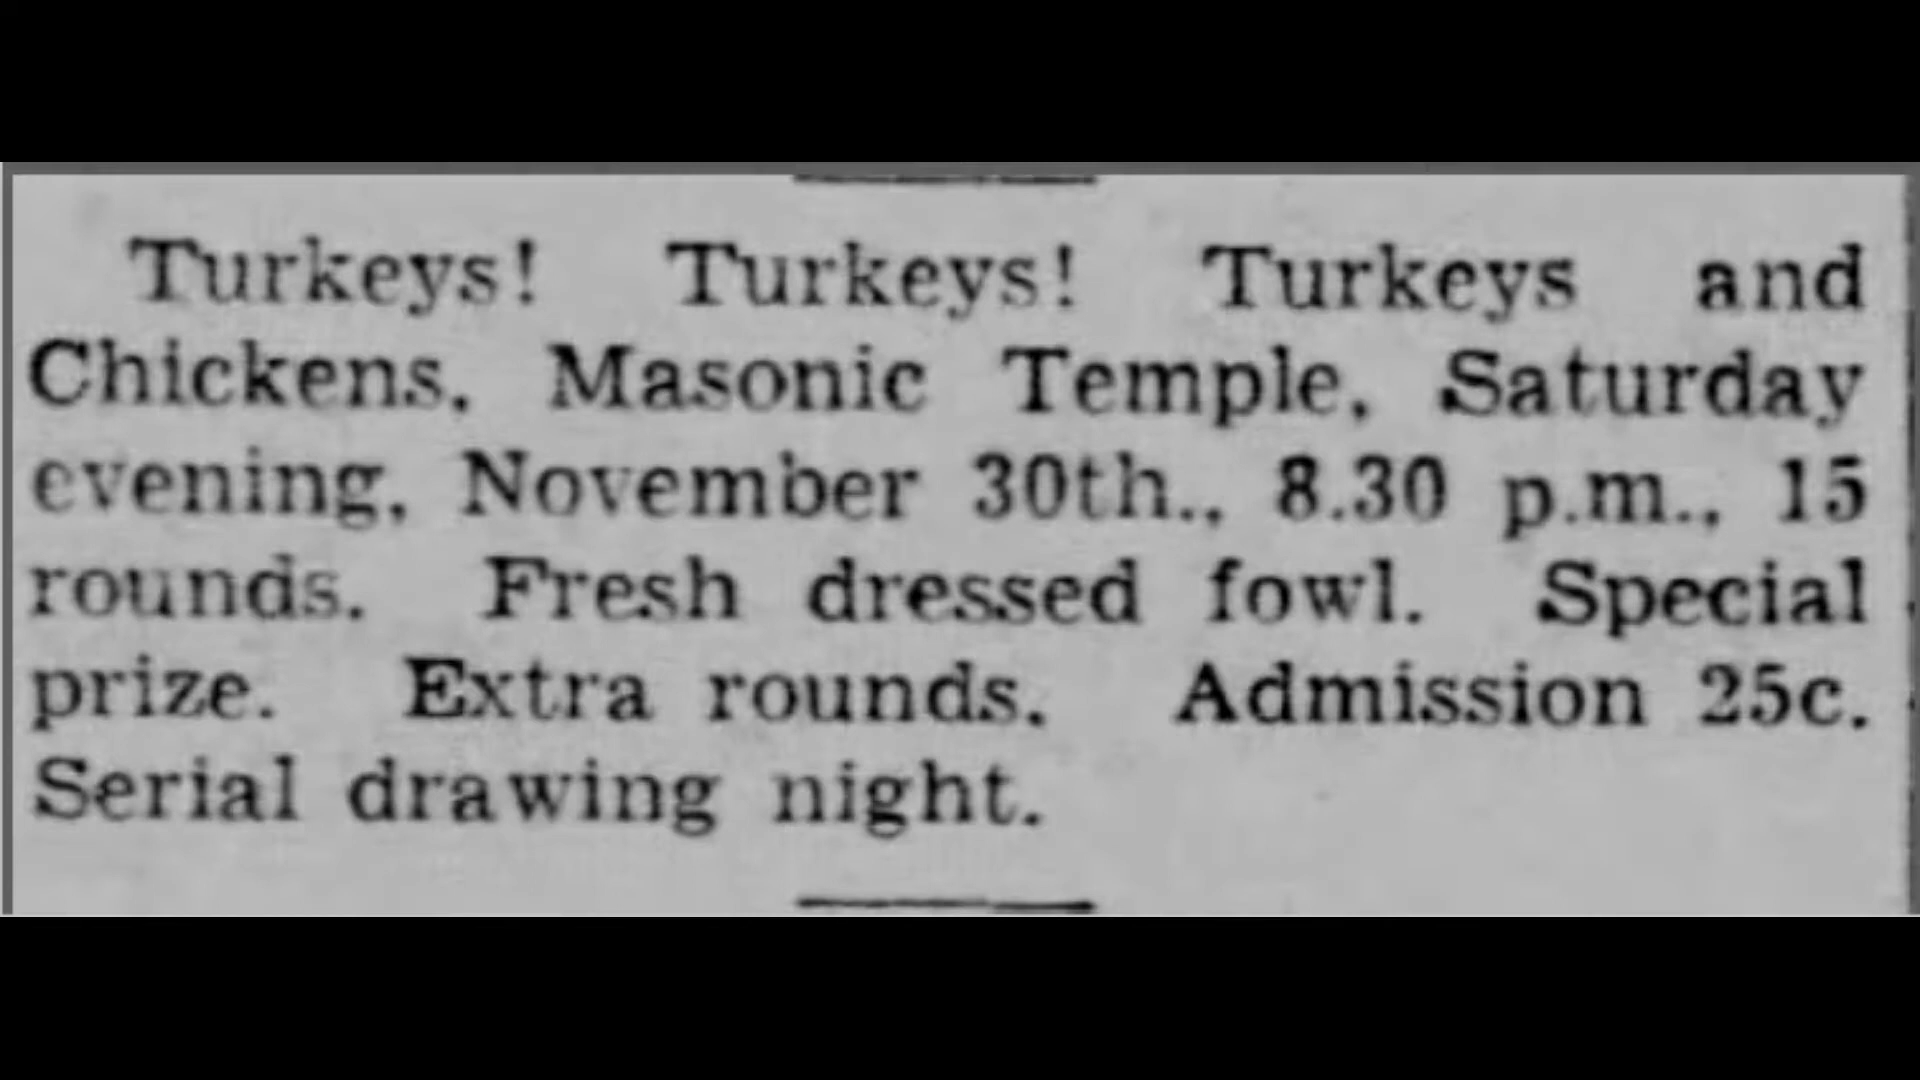 Turkeys! Turkeys! Turkeys and
Chickens, Masonic Temple, Saturday
evening, November 30th., 8.30 p.m., 15
rounds. Fresh dressed fowl. Special
prize. Extra rounds. Admission 25c.
Serial drawing night.